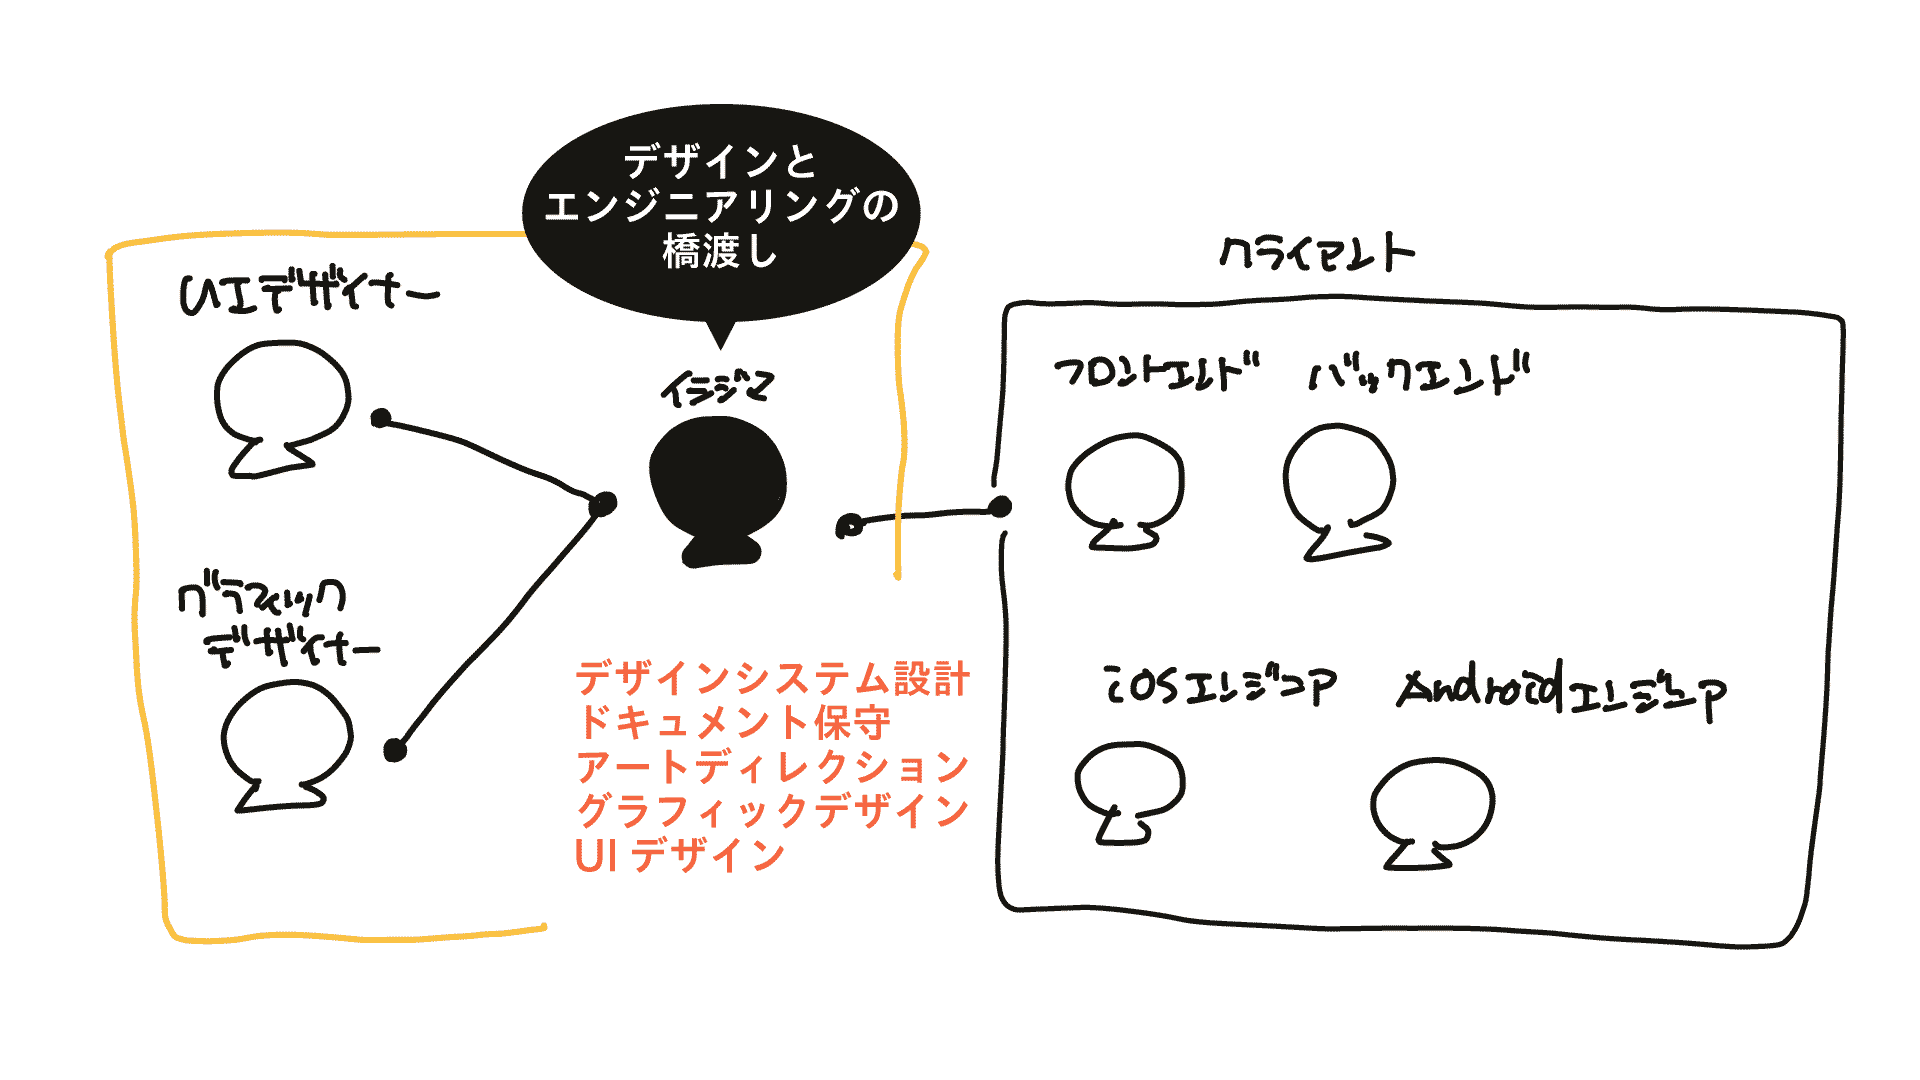 デザインと
エンジニアリングの
橋渡し
UIデザイナー
イシジマ
グラフィック
デザイナー
デザインシステム設計
ドキュメント保守
アートディレクション
グラフィックデザイン
UI デザイン
クライアント
フロントエンド
バックエンド
iOSエンジニア
Androidエンジニア